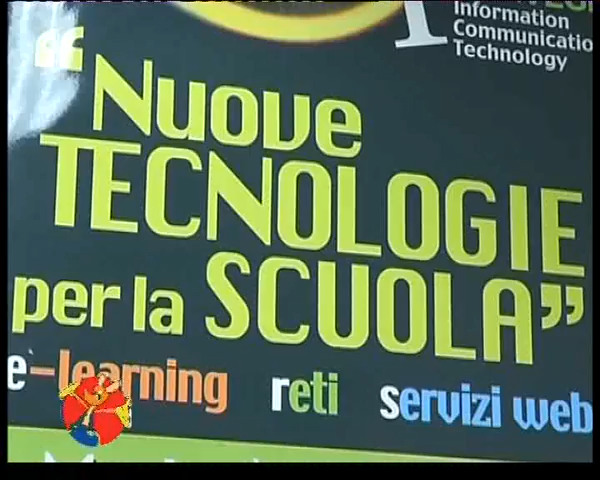 Information
Communicatio
Technology
“Nuove
TECNOLOGIE
per la SCUOLA”
e-learning reti servizi web